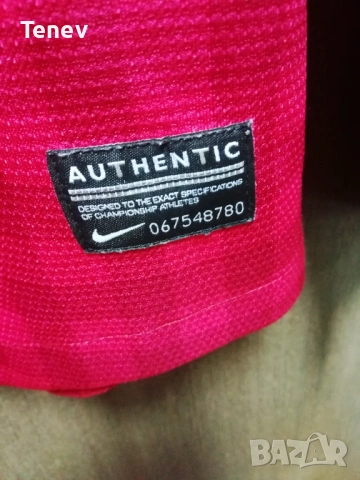 Tenev
AUTHENTIC
DESIGNED TO THE EXACT SPECIFICATIONS
OF CHAMPIONSHIP ATHLETES
067548780
BAZAR